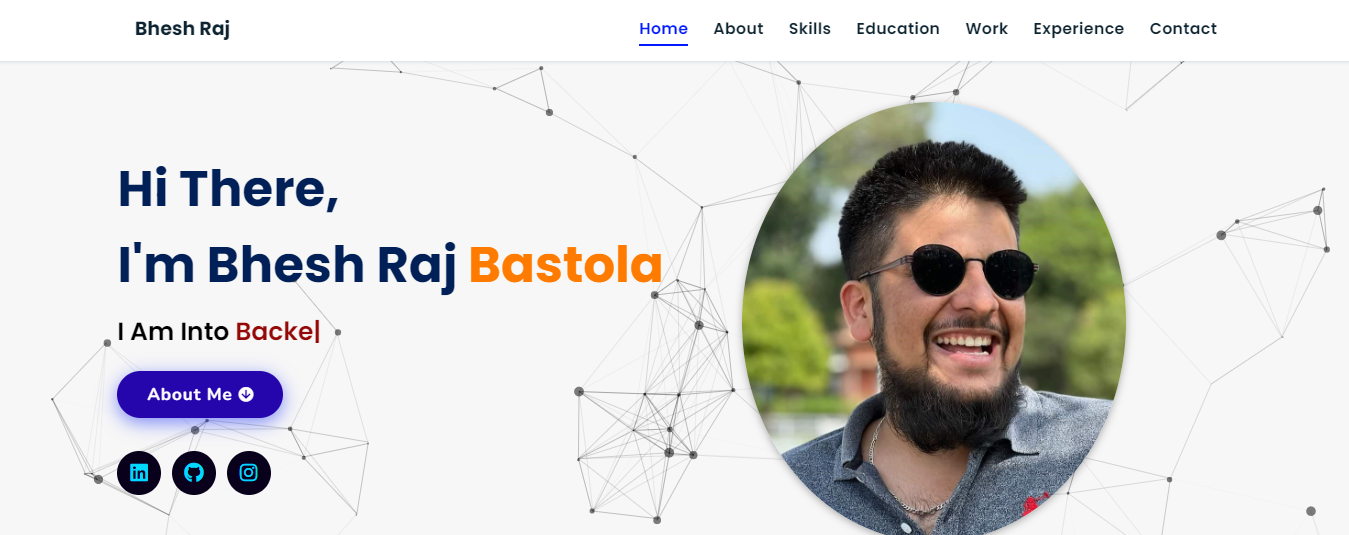 Bhesh Raj
Home About Skills Education Work Experience Contact
Hi There,
I'm Bhesh Raj Bastola
I Am Into Backe|
About Me